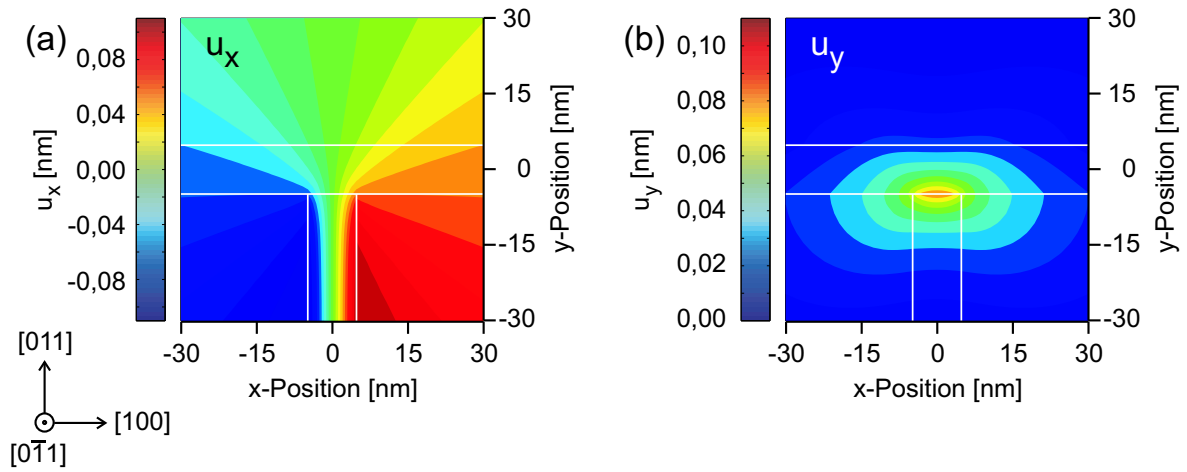 (a)
u_x
u_x [nm]
0,08
0,04
0,00
-0,04
-0,08
30
15
0
-15
-30
y-Position [nm]
-30 -15 0 15 30
x-Position [nm]
[011]
[100]
[01̅1]
(b)
u_y
u_y [nm]
0,10
0,08
0,06
0,04
0,02
0,00
30
15
0
-15
-30
y-Position [nm]
-30 -15 0 15 30
x-Position [nm]